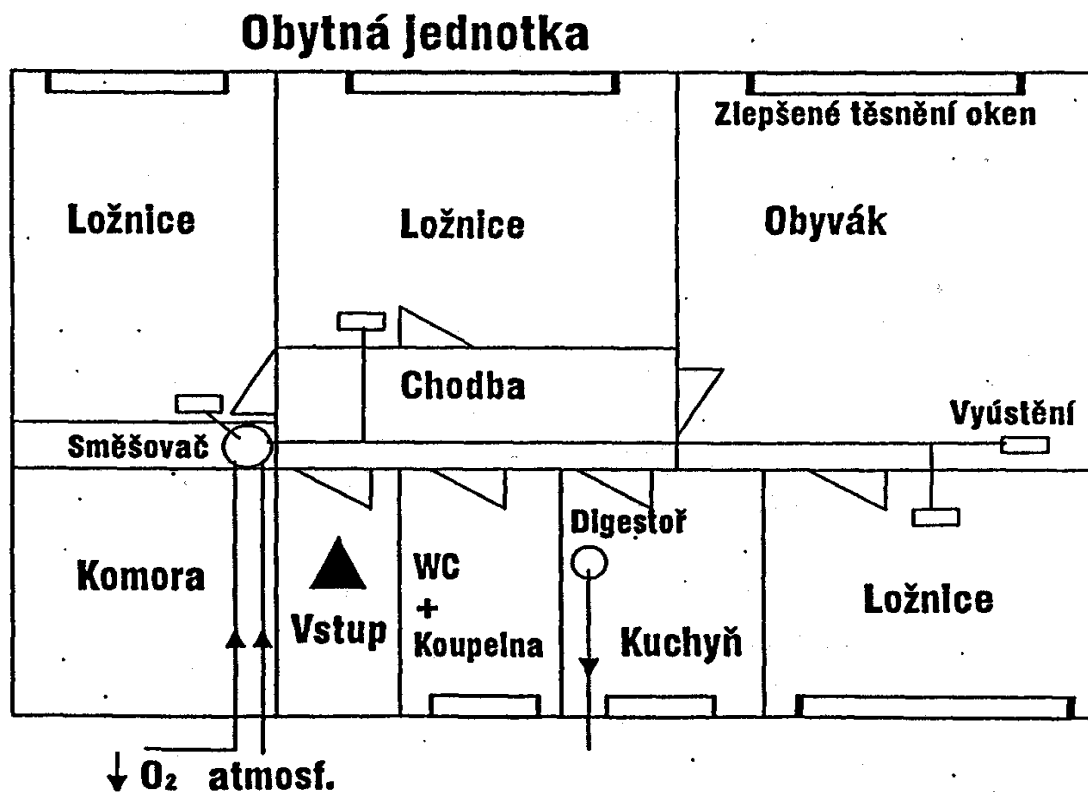 Obytná jednotka
Zlepšené těsnění oken
Ložnice
Ložnice
Obyvák
Chodba
Vyústění
Směšovač
Digestoř
Komora
Vstup
WC
+
Koupelna
Kuchyň
Ložnice
↓ O₂ atmosf.